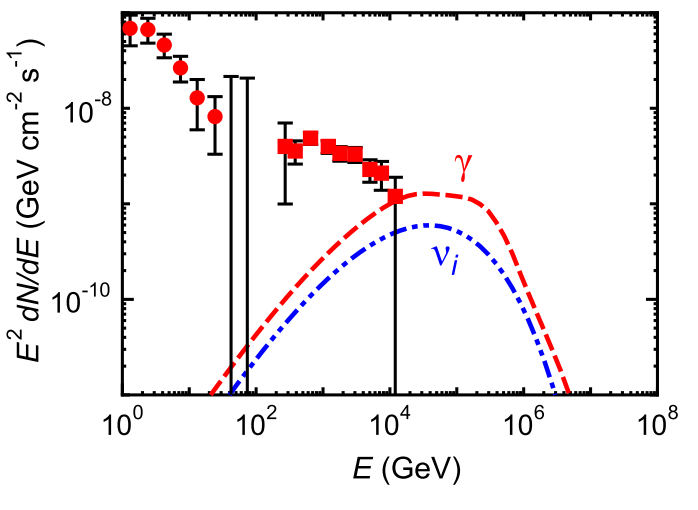 E² dN/dE (GeV cm⁻² s⁻¹)
10⁻⁸
10⁻¹⁰
γ
νᵢ
10⁰ 10² 10⁴ 10⁶ 10⁸
E (GeV)